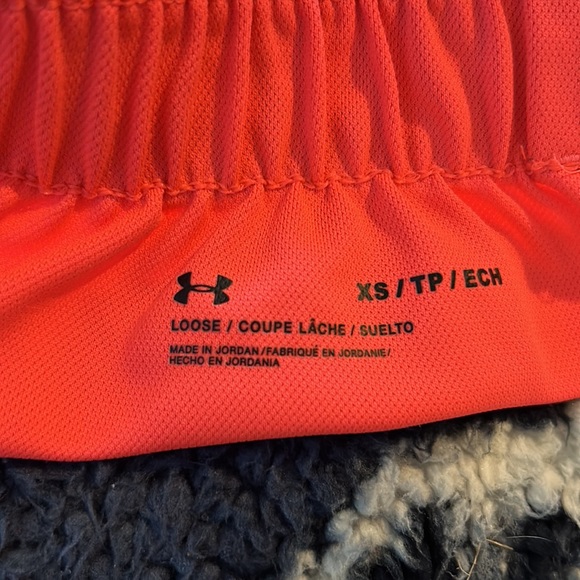 XS / TP / ECH
LOOSE / COUPE LÂCHE / SUELTO
MADE IN JORDAN / FABRIQUÉ EN JORDANIE /
HECHO EN JORDANIA